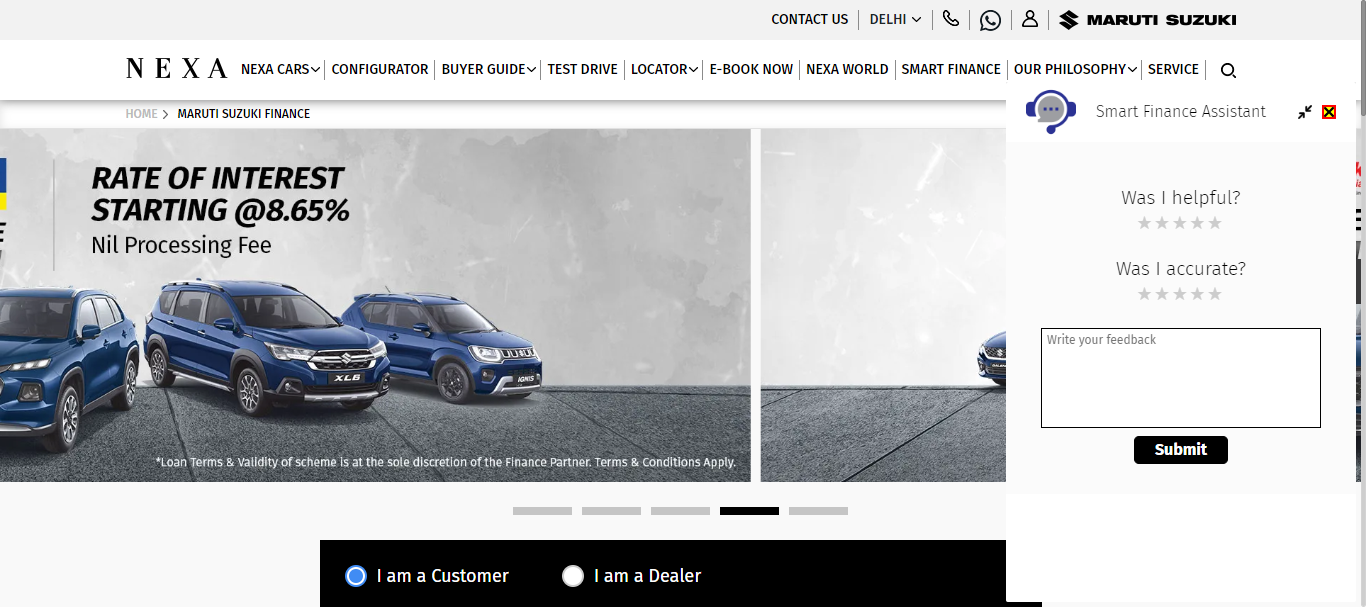 CONTACT US
DELHI
MARUTI SUZUKI
NEXA
NEXA CARS
CONFIGURATOR
BUYER GUIDE
TEST DRIVE
LOCATOR
E-BOOK NOW
NEXA WORLD
SMART FINANCE
OUR PHILOSOPHY
SERVICE
HOME
MARUTI SUZUKI FINANCE
Smart Finance Assistant
RATE OF INTEREST
STARTING @8.65%
Nil Processing Fee
XL6
IGNIS
*Loan Terms & Validity of scheme is at the sole discretion of the Finance Partner. Terms & Conditions Apply.
Was I helpful?
Was I accurate?
Write your feedback
Submit
I am a Customer
I am a Dealer